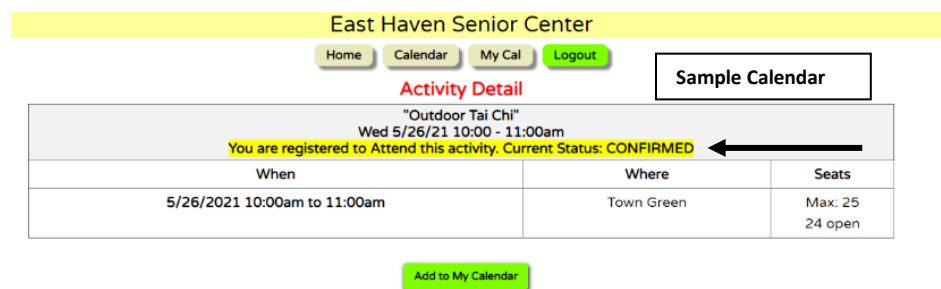 East Haven Senior Center
Home Calendar My Cal Logout
Sample Calendar
Activity Detail
"Outdoor Tai Chi"
Wed 5/26/21 10:00 - 11:00am
You are registered to Attend this activity. Current Status: CONFIRMED
When Where Seats
5/26/2021 10:00am to 11:00am Town Green Max: 25
24 open
Add to My Calendar